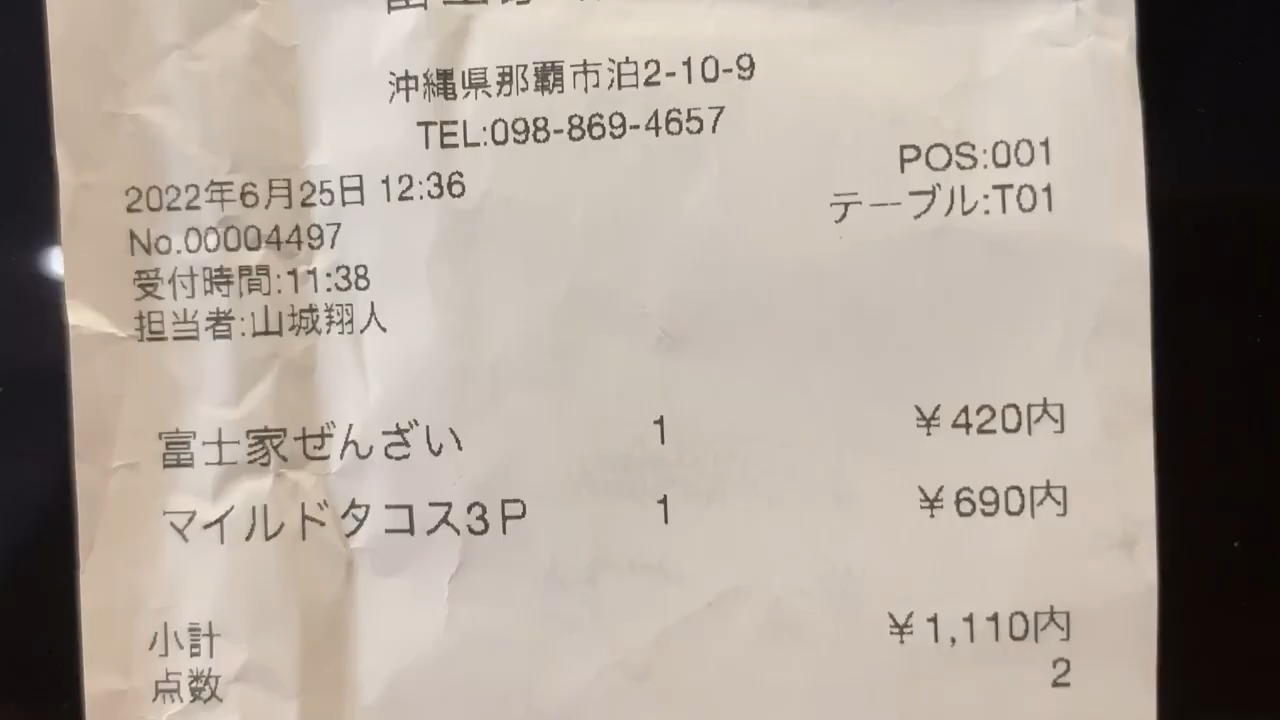 沖縄県那覇市泊2-10-9
TEL:098-869-4657
POS:001
2022年6月25日 12:36
テーブル:T01
No.00004497
受付時間:11:38
担当者:山城翔人
富士家ぜんざい 1 ¥420内
マイルドタコス3P 1 ¥690内
小計 ¥1,110内
点数 2